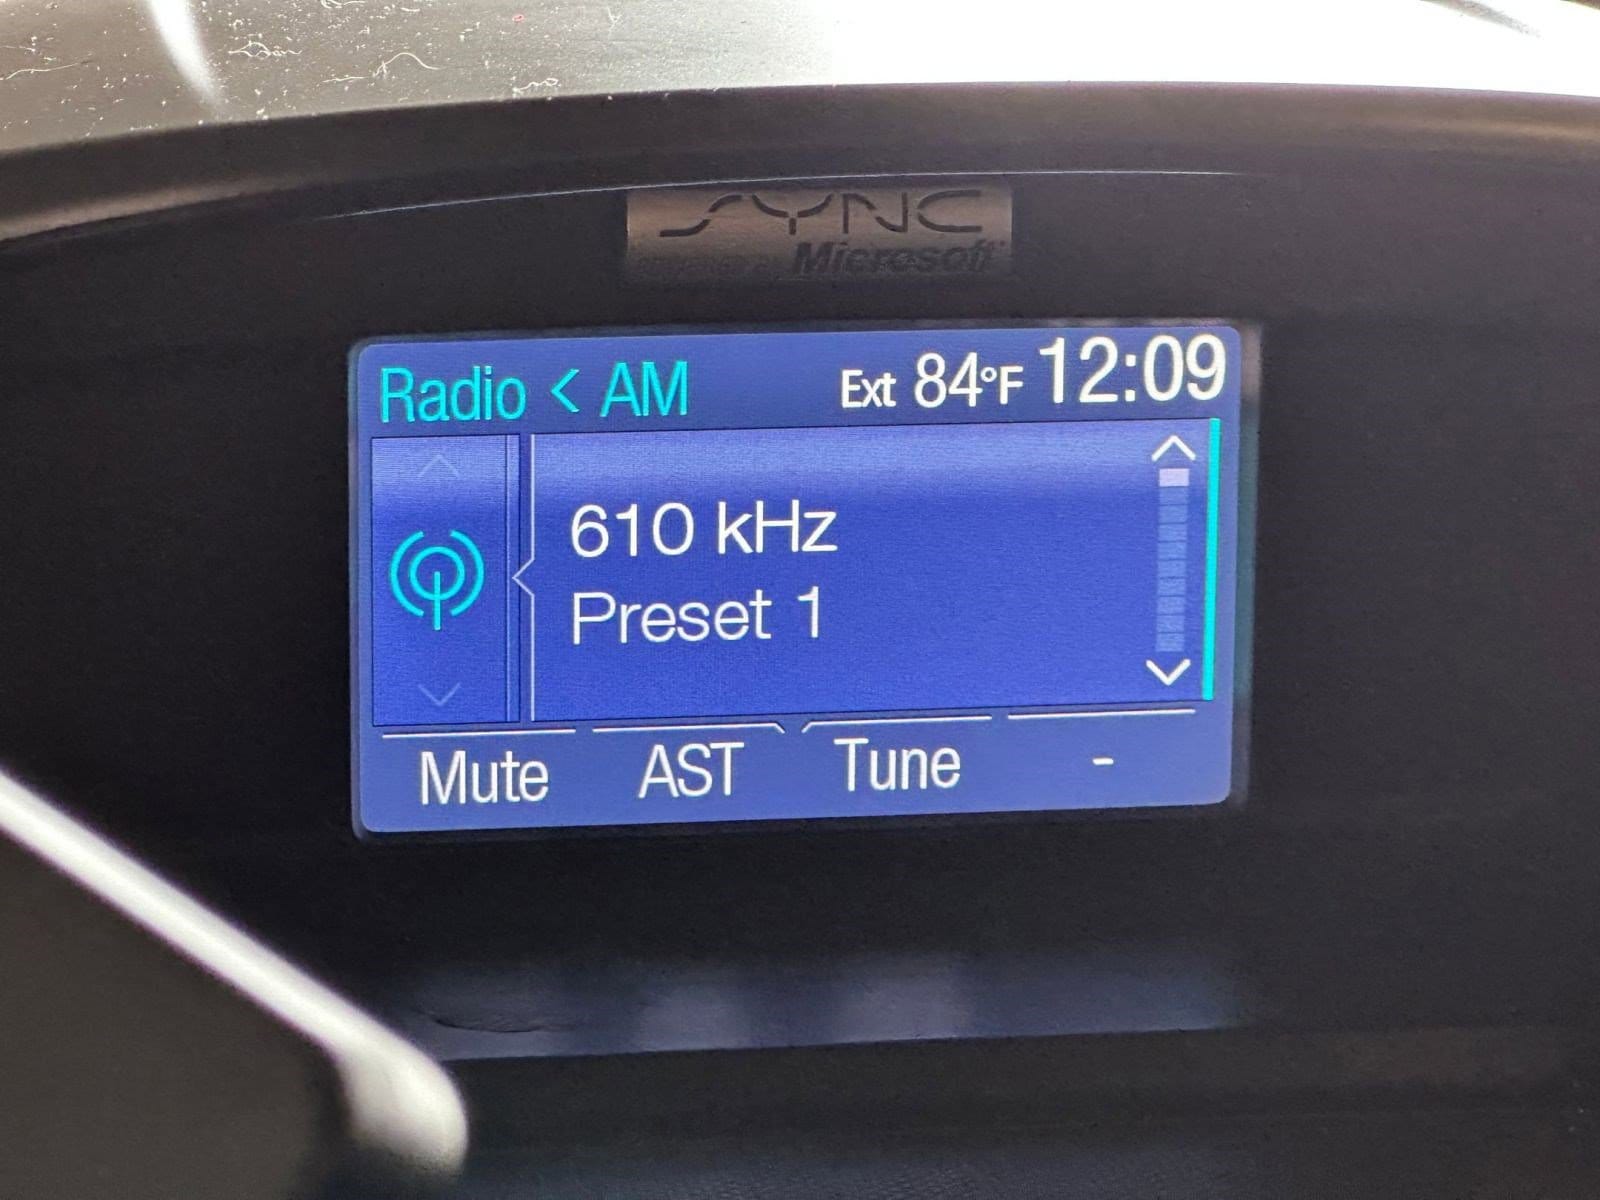 SYNC
Microsoft
Radio < AM
Ext 84°F 12:09
610 kHz
Preset 1
Mute AST Tune -